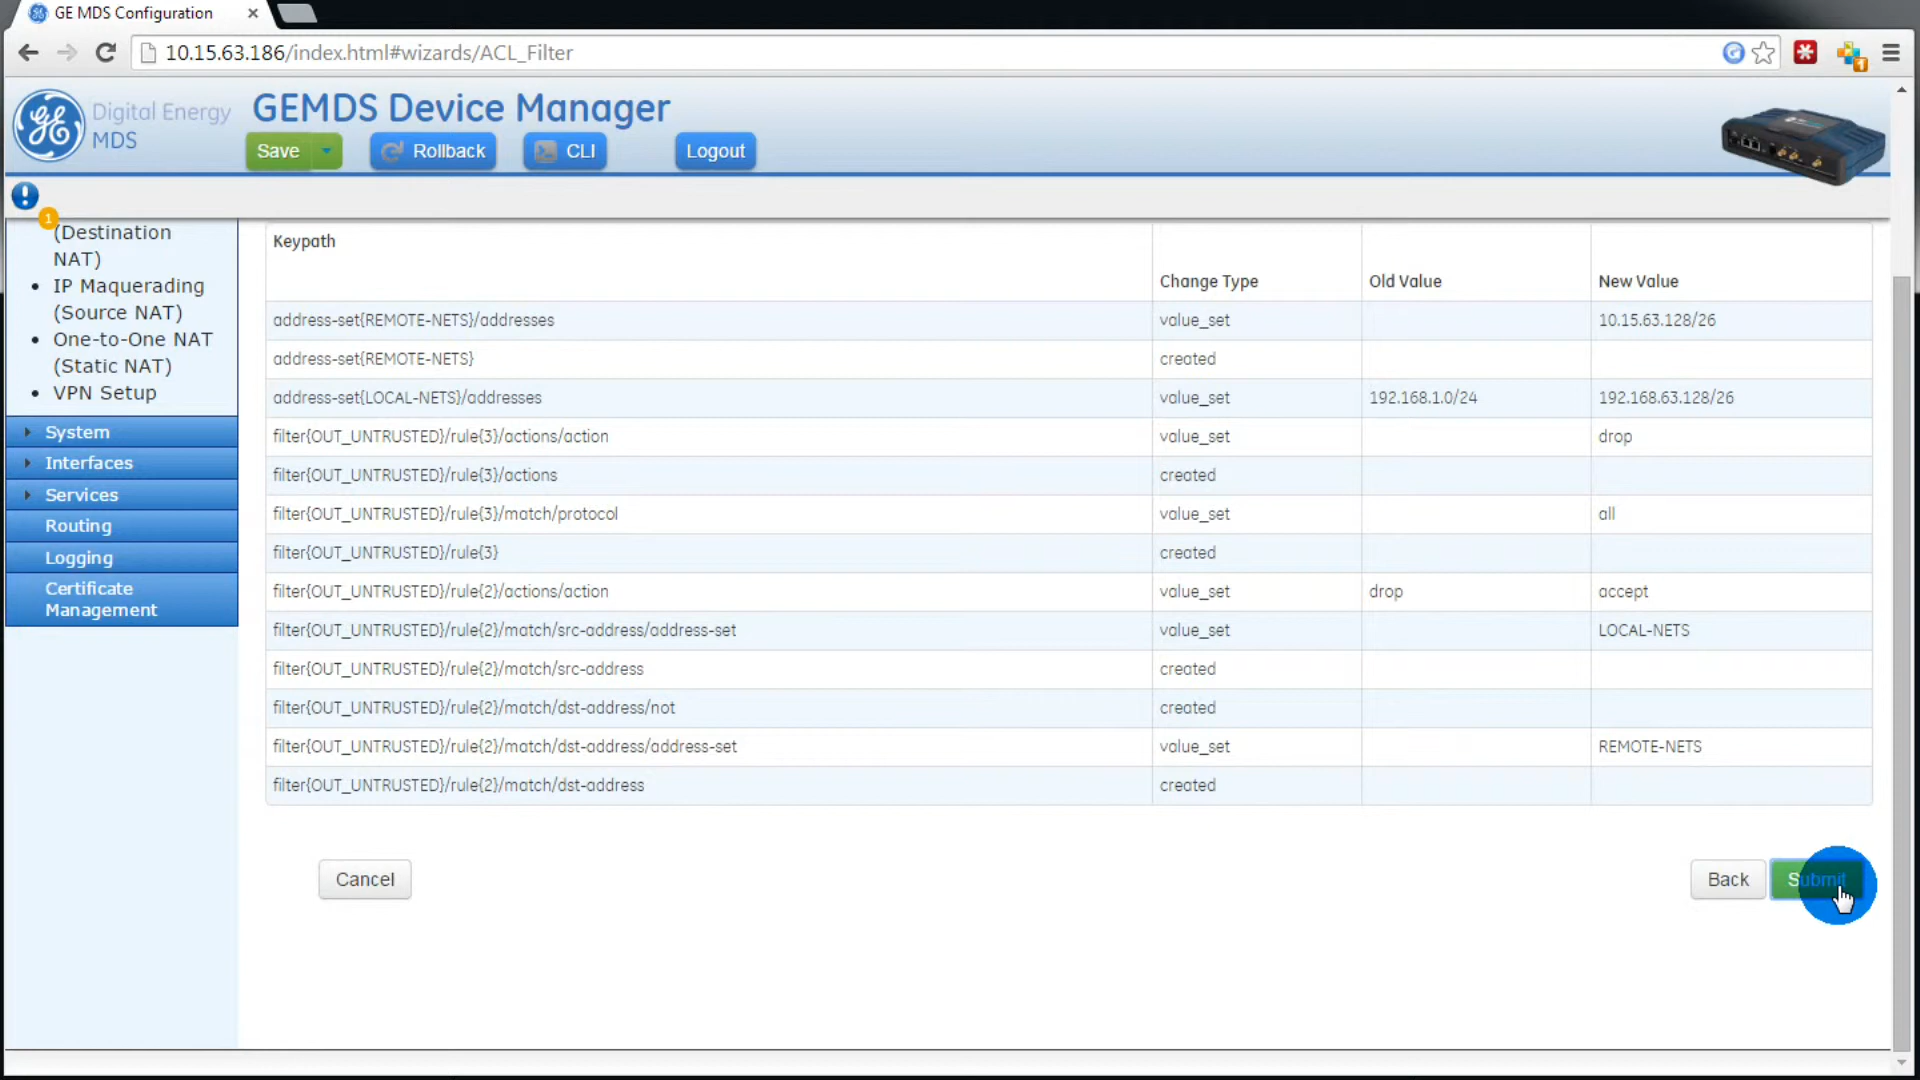 GE MDS Configuration
10.15.63.186/index.html#wizards/ACL_Filter
1
Digital Energy
MDS
GEMDS Device Manager
Save
Rollback
CLI
Logout
1
(Destination
NAT)
IP Maquerading
(Source NAT)
One-to-One NAT
(Static NAT)
VPN Setup
System
Interfaces
Services
Routing
Logging
Certificate
Management
Keypath Change Type Old Value New Value
address-set{REMOTE-NETS}/addresses value_set 10.15.63.128/26
address-set{REMOTE-NETS} created
address-set{LOCAL-NETS}/addresses value_set 192.168.1.0/24 192.168.63.128/26
filter{OUT_UNTRUSTED}/rule{3}/actions/action value_set drop
filter{OUT_UNTRUSTED}/rule{3}/actions created
filter{OUT_UNTRUSTED}/rule{3}/match/protocol value_set all
filter{OUT_UNTRUSTED}/rule{3} created
filter{OUT_UNTRUSTED}/rule{2}/actions/action value_set drop accept
filter{OUT_UNTRUSTED}/rule{2}/match/src-address/address-set value_set LOCAL-NETS
filter{OUT_UNTRUSTED}/rule{2}/match/src-address created
filter{OUT_UNTRUSTED}/rule{2}/match/dst-address/not created
filter{OUT_UNTRUSTED}/rule{2}/match/dst-address/address-set value_set REMOTE-NETS
filter{OUT_UNTRUSTED}/rule{2}/match/dst-address created
Cancel Back Submit